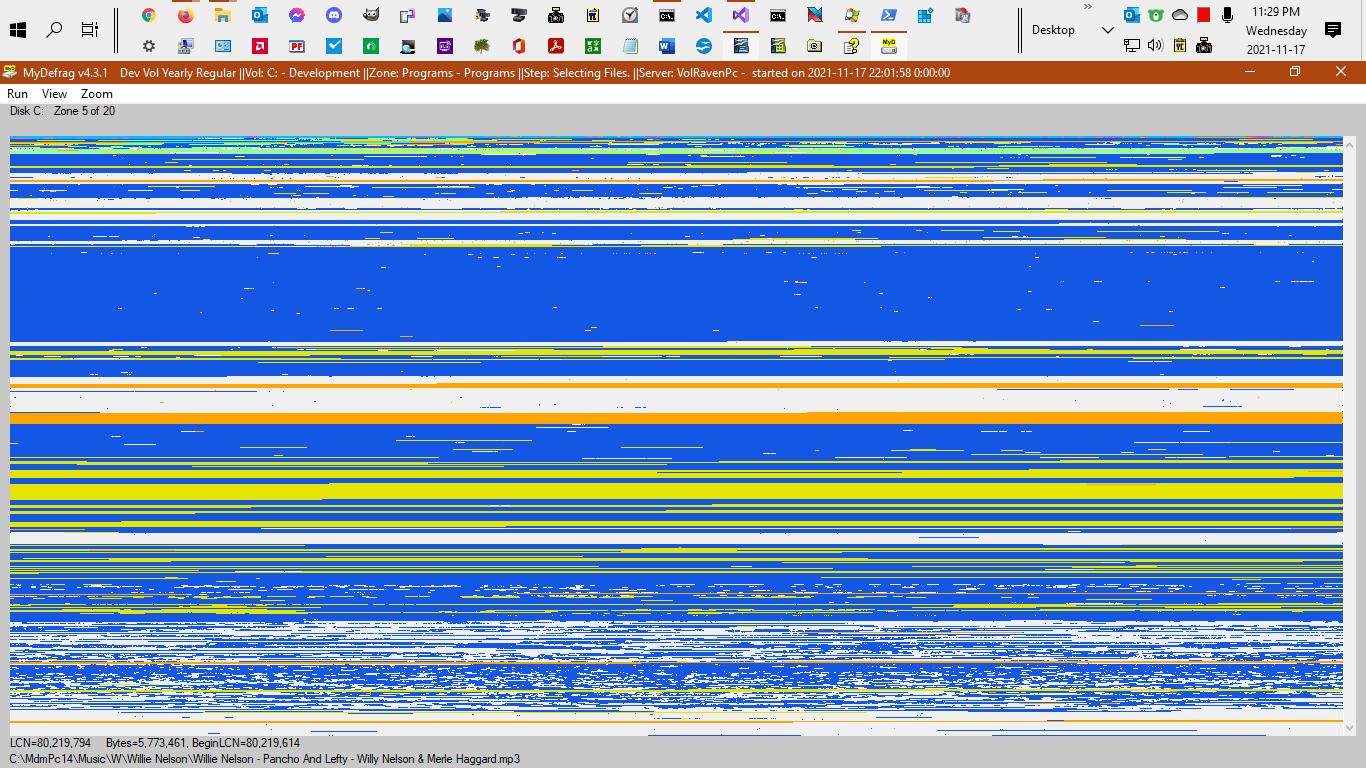 11:29 PM
Desktop
Wednesday
2021-11-17
MyDefrag v4.3.1 Dev Vol Yearly Regular ||Vol: C: - Development ||Zone: Programs - Programs ||Step: Selecting Files. ||Server: VolRavenPc - started on 2021-11-17 22:01:58 0:00:00
Run View Zoom
Disk C: Zone 5 of 20
LCN=80,219,794 Bytes=5,773,461, BeginLCN=80,219,614
C:\MdmPc14\Music\W\Willie Nelson\Willie Nelson - Pancho And Lefty - Willy Nelson & Merle Haggard.mp3